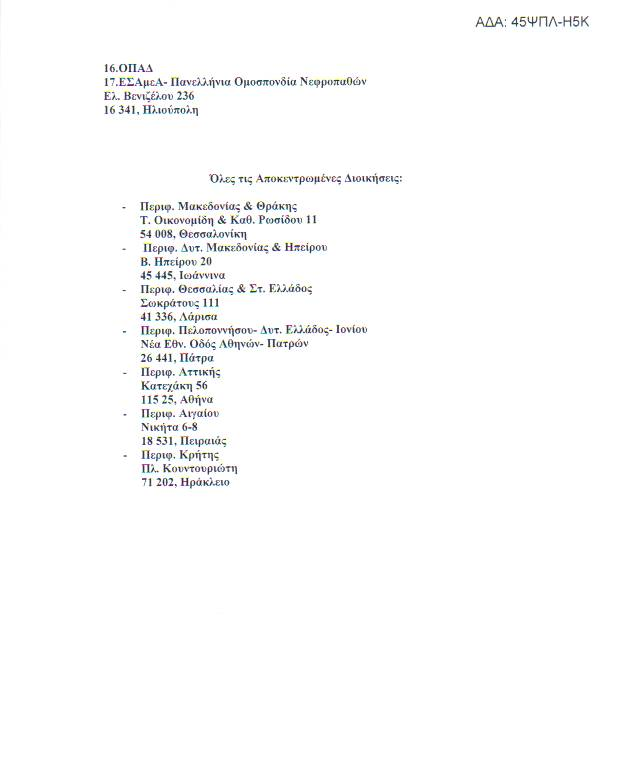 ΑΔΑ: 45ΨΠΛ-Η5Κ
16.ΟΠΑΔ
17.ΕΣΑμεΑ- Πανελλήνια Ομοσπονδία Νεφροπαθών
Ελ. Βενιζέλου 236
16 341, Ηλιούπολη
Όλες τις Αποκεντρωμένες Διοικήσεις:
- Περιφ. Μακεδονίας & Θράκης
Τ. Οικονομίδη & Καθ. Ρωσίδου 11
54 008, Θεσσαλονίκη
- Περιφ. Δυτ. Μακεδονίας & Ηπείρου
Β. Ηπείρου 20
45 445, Ιωάννινα
- Περιφ. Θεσσαλίας & Στ. Ελλάδος
Σωκράτους 111
41 336, Λάρισα
- Περιφ. Πελοποννήσου- Δυτ. Ελλάδος- Ιονίου
Νέα Εθν. Οδός Αθηνών- Πατρών
26 441, Πάτρα
- Περιφ. Αττικής
Κατεχάκη 56
115 25, Αθήνα
- Περιφ. Αιγαίου
Νικήτα 6-8
18 531, Πειραιάς
- Περιφ. Κρήτης
Πλ. Κουντουριώτη
71 202, Ηράκλειο